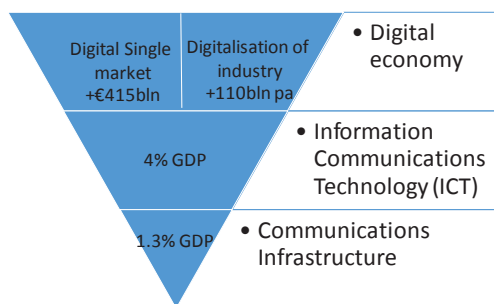 Digital Single
market
+€415bln
Digitalisation of
industry
+110bln pa
• Digital
economy
4% GDP
• Information
Communications
Technology (ICT)
1.3% GDP
• Communications
Infrastructure